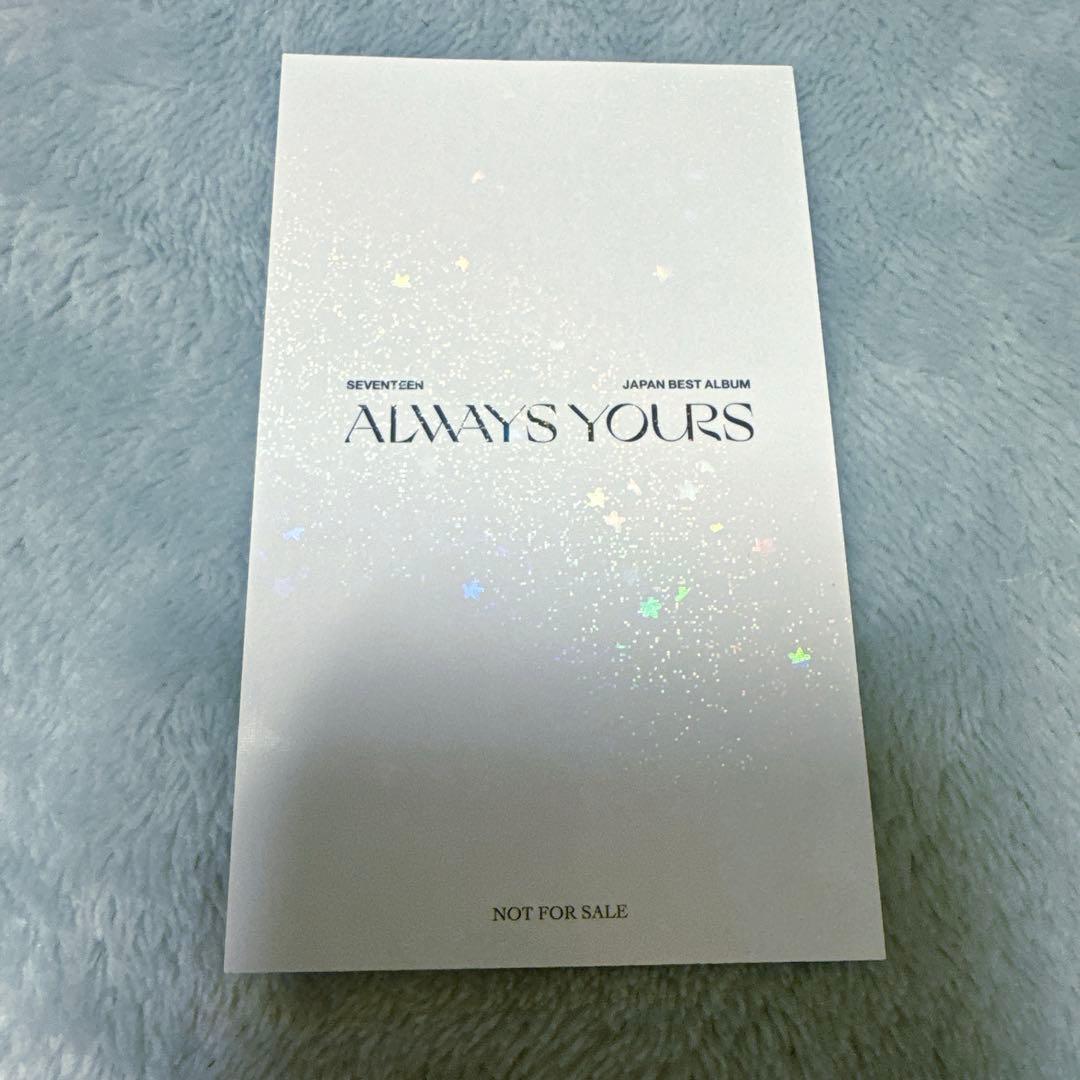 SEVENTEEN JAPAN BEST ALBUM
ALWAYS YOURS
NOT FOR SALE